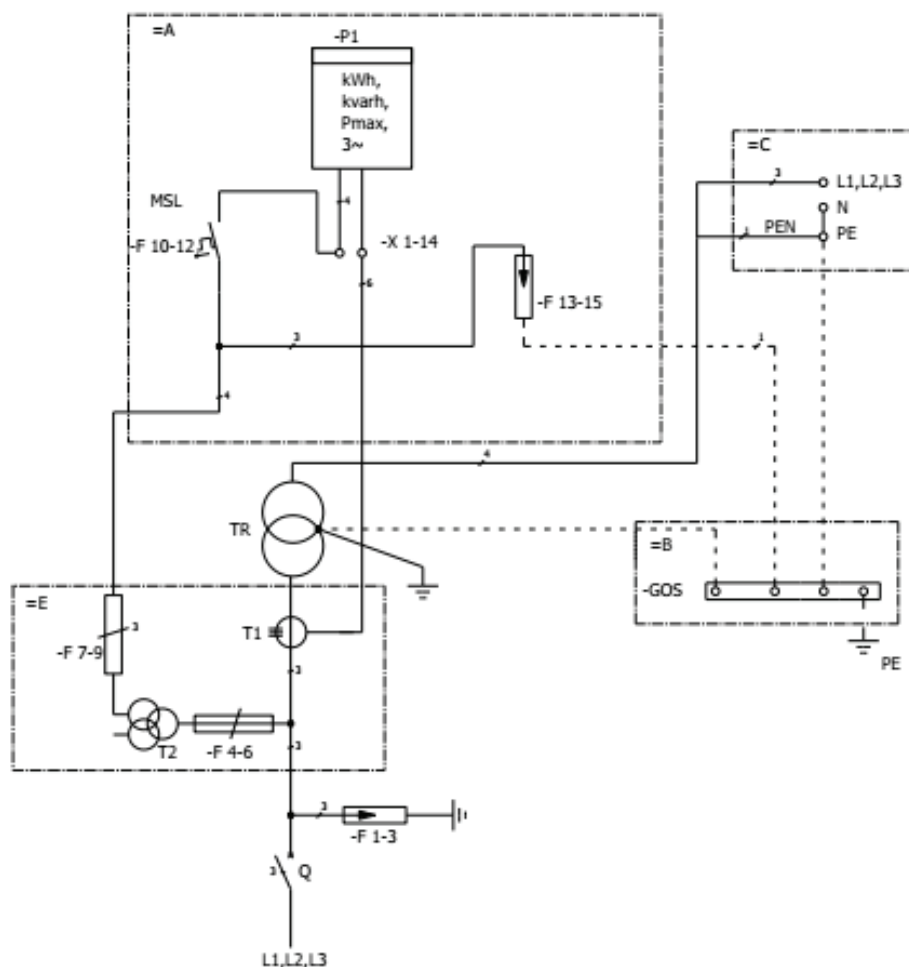 =A
-P1
kWh,
kvarh,
Pmax,
3~
=C
3
L1,L2,L3
MSL
4
N
1
PEN
PE
-F 10-12
-X 1-14
6
-F 13-15
3
1
4
4
TR
=B
=E
-GOS
T1
3
-F 7-9
PE
3
T2
-F 4-6
3
3
-F 1-3
3
Q
L1,L2,L3